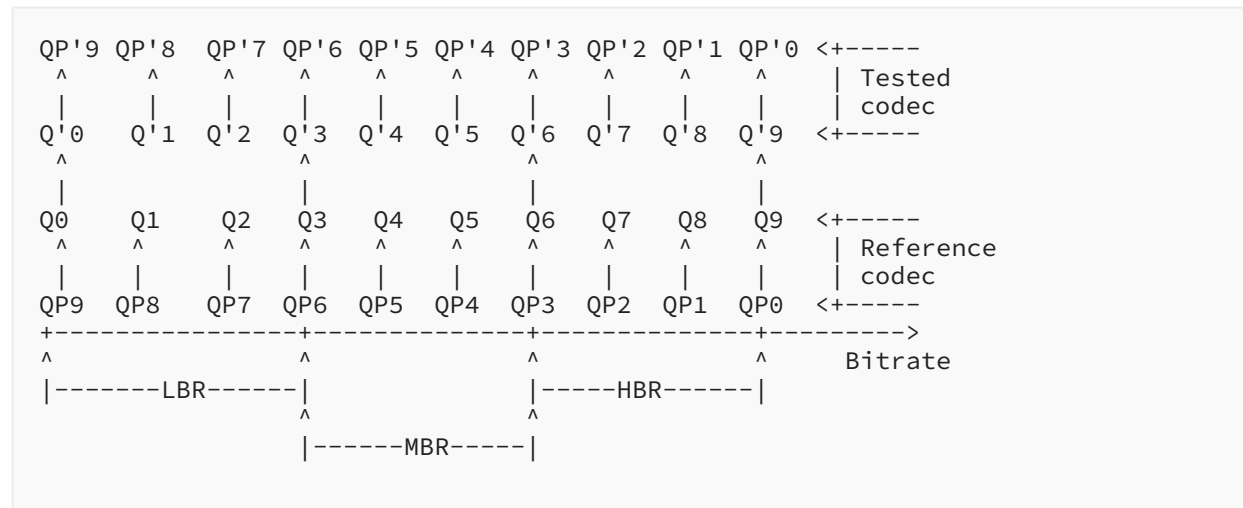 QP'9 QP'8  QP'7 QP'6 QP'5 QP'4 QP'3 QP'2 QP'1 QP'0 <+-----
 ^     ^    ^    ^    ^    ^    ^    ^    ^    ^    | Tested
 |     |    |    |    |    |    |    |    |    |    | codec
Q'0   Q'1  Q'2  Q'3  Q'4  Q'5  Q'6  Q'7  Q'8  Q'9  <+-----
 ^               ^              ^              ^
 |               |              |              |
Q0    Q1    Q2   Q3   Q4   Q5   Q6   Q7   Q8   Q9  <+-----
 ^    ^     ^    ^    ^    ^    ^    ^    ^    ^    | Reference
 |    |     |    |    |    |    |    |    |    |    | codec
QP9  QP8   QP7  QP6  QP5  QP4  QP3  QP2  QP1  QP0  <+-----
+----------------+--------------+--------------+--------->
^                ^              ^              ^     Bitrate
|-------LBR------|              |-----HBR------|
                 ^              ^
                 |------MBR-----|